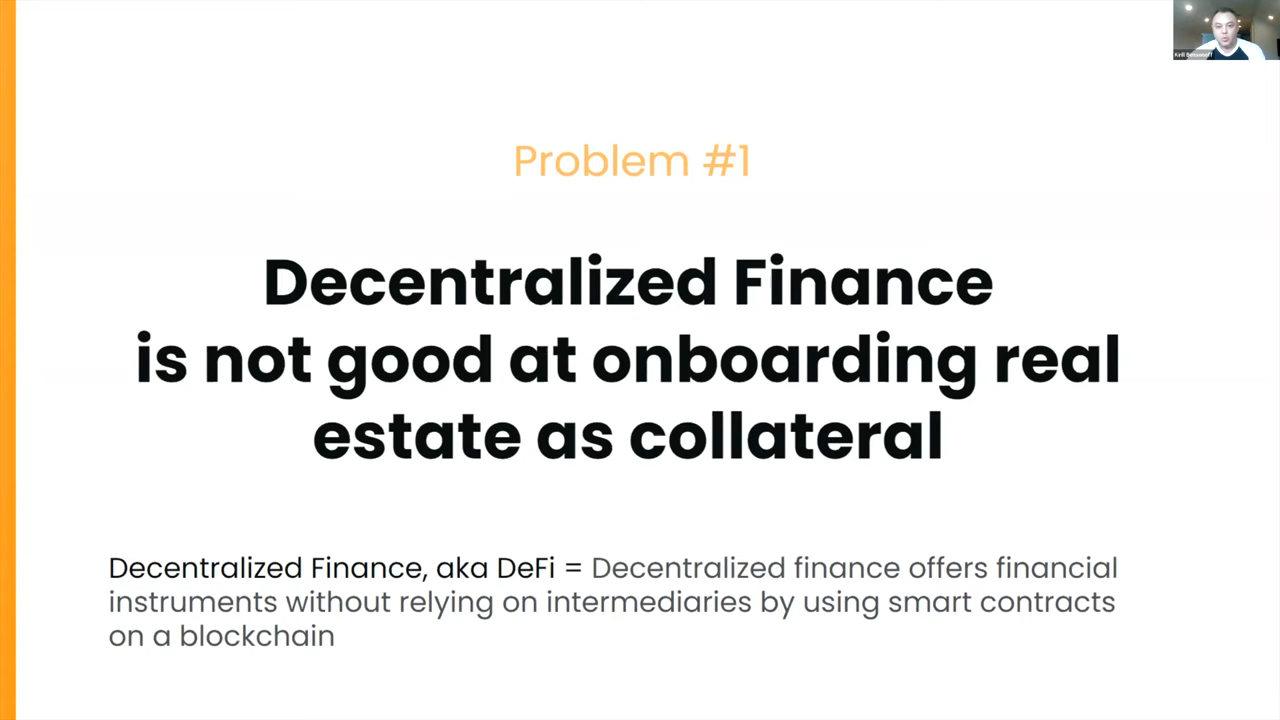 Kirill
Problem #1
Decentralized Finance
is not good at onboarding real
estate as collateral
Decentralized Finance, aka DeFi = Decentralized finance offers financial
instruments without relying on intermediaries by using smart contracts
on a blockchain